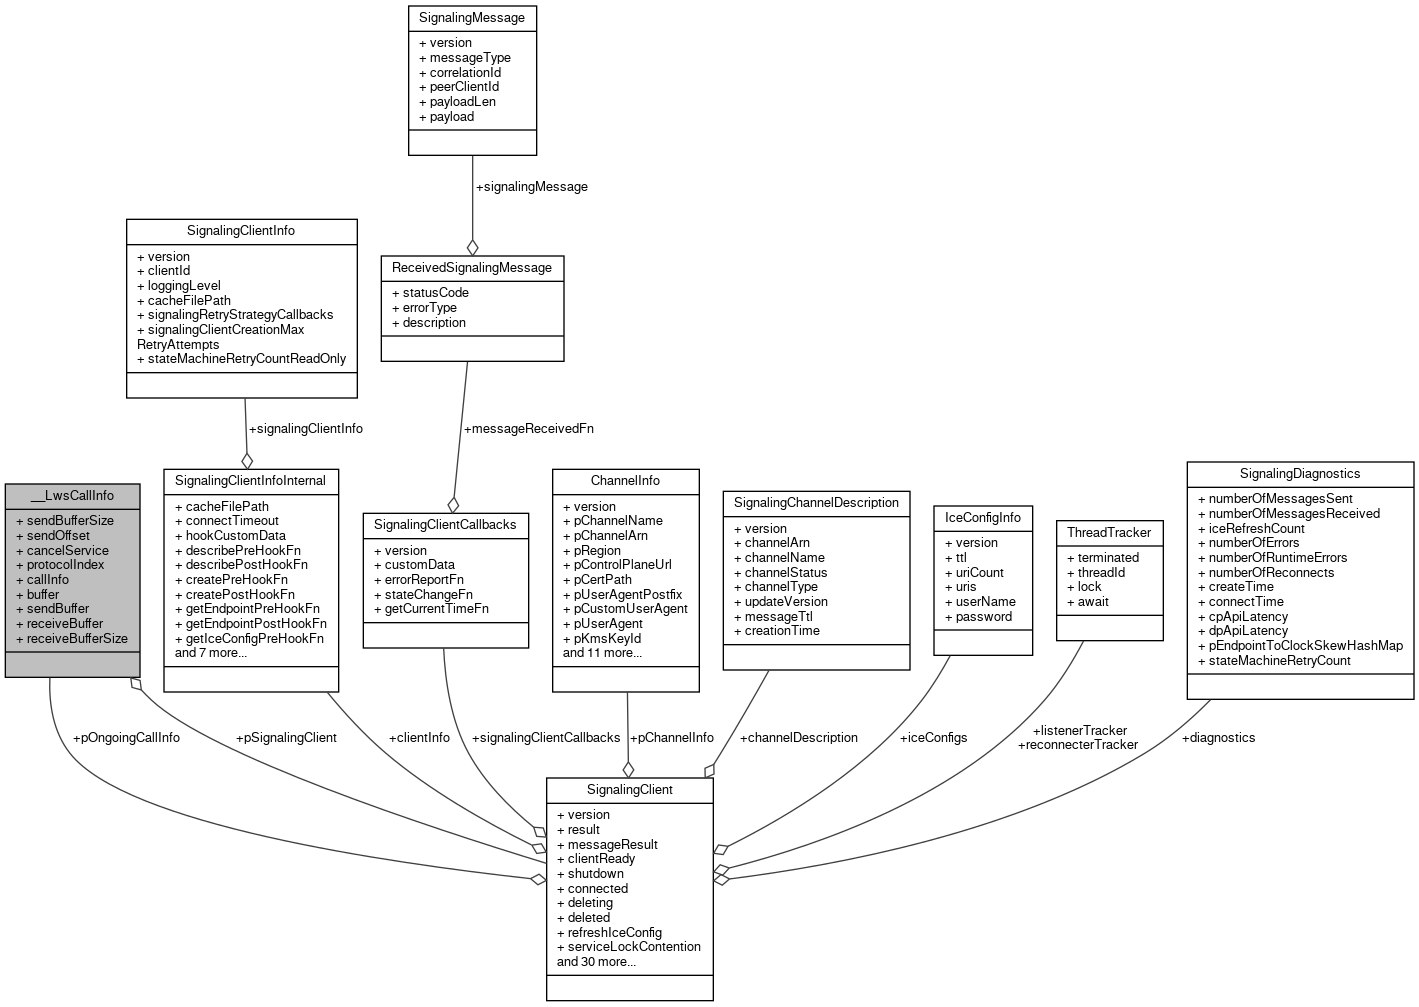 SignalingMessage
+ version
+ messageType
+ correlationId
+ peerClientId
+ payloadLen
+ payload
+signalingMessage
SignalingClientInfo
+ version
+ clientId
+ loggingLevel
+ cacheFilePath
+ signalingRetryStrategyCallbacks
+ signalingClientCreationMax
RetryAttempts
+ stateMachineRetryCountReadOnly
ReceivedSignalingMessage
+ statusCode
+ errorType
+ description
+signalingClientInfo
+messageReceivedFn
__LwsCallInfo
+ sendBufferSize
+ sendOffset
+ cancelService
+ protocolIndex
+ callInfo
+ buffer
+ sendBuffer
+ receiveBuffer
+ receiveBufferSize
SignalingClientInfoInternal
+ cacheFilePath
+ connectTimeout
+ hookCustomData
+ describePreHookFn
+ describePostHookFn
+ createPreHookFn
+ createPostHookFn
+ getEndpointPreHookFn
+ getEndpointPostHookFn
+ getIceConfigPreHookFn
and 7 more...
SignalingClientCallbacks
+ version
+ customData
+ errorReportFn
+ stateChangeFn
+ getCurrentTimeFn
ChannelInfo
+ version
+ pChannelName
+ pChannelArn
+ pRegion
+ pControlPlaneUrl
+ pCertPath
+ pUserAgentPostfix
+ pCustomUserAgent
+ pUserAgent
+ pKmsKeyId
and 11 more...
SignalingChannelDescription
+ version
+ channelArn
+ channelName
+ channelStatus
+ channelType
+ updateVersion
+ messageTtl
+ creationTime
IceConfigInfo
+ version
+ ttl
+ uriCount
+ uris
+ userName
+ password
ThreadTracker
+ terminated
+ threadId
+ lock
+ await
SignalingDiagnostics
+ numberOfMessagesSent
+ numberOfMessagesReceived
+ iceRefreshCount
+ numberOfErrors
+ numberOfRuntimeErrors
+ numberOfReconnects
+ createTime
+ connectTime
+ cpApiLatency
+ dpApiLatency
+ pEndpointToClockSkewHashMap
+ stateMachineRetryCount
+pOngoingCallInfo
+pSignalingClient
+clientInfo
+signalingClientCallbacks
+pChannelInfo
+channelDescription
+iceConfigs
+listenerTracker
+reconnecterTracker
+diagnostics
SignalingClient
+ version
+ result
+ messageResult
+ clientReady
+ shutdown
+ connected
+ deleting
+ deleted
+ refreshIceConfig
+ serviceLockContention
and 30 more...